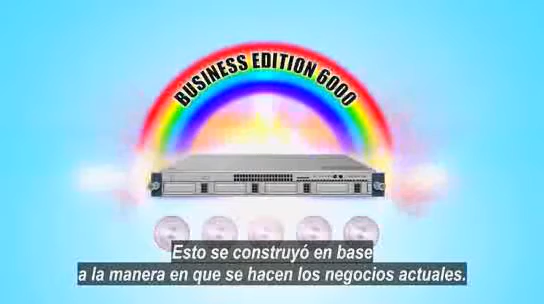 BUSINESS EDITION 6000
Esto se construyó en base
a la manera en que se hacen los negocios actuales.